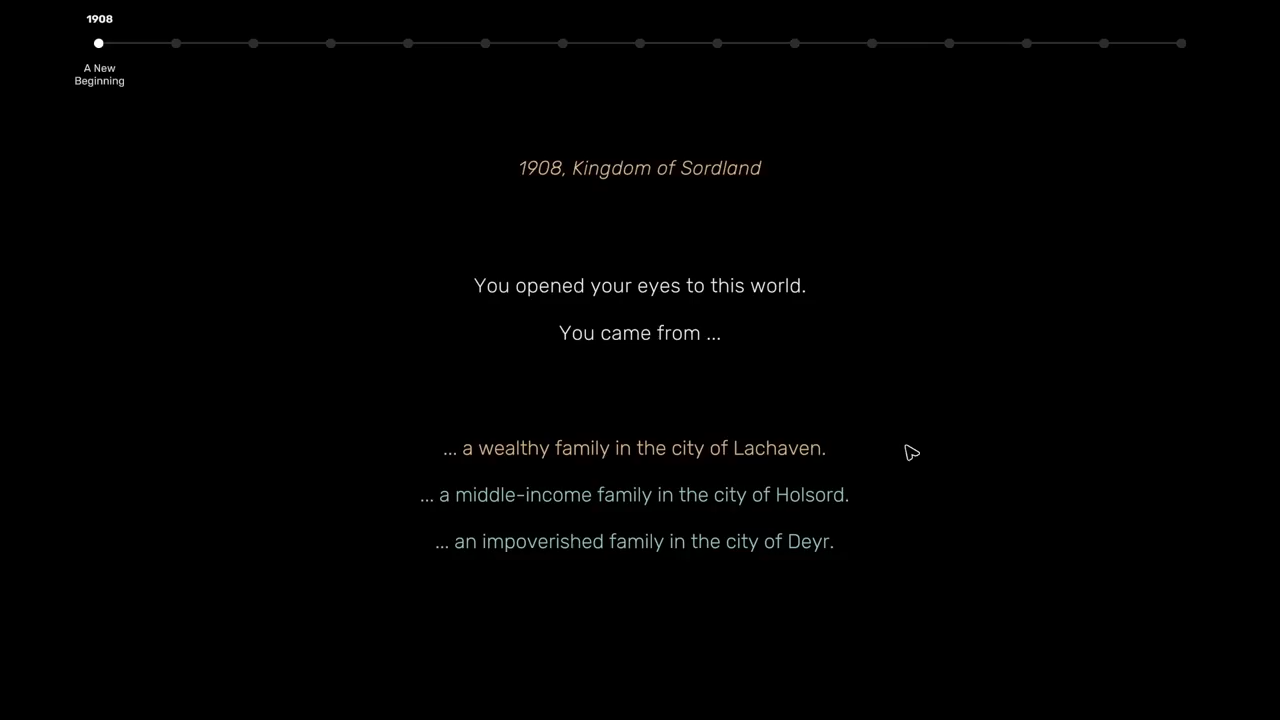 1908
A New
Beginning
1908, Kingdom of Sordland
You opened your eyes to this world.
You came from ...
... a wealthy family in the city of Lachaven.
... a middle-income family in the city of Holsord.
... an impoverished family in the city of Deyr.